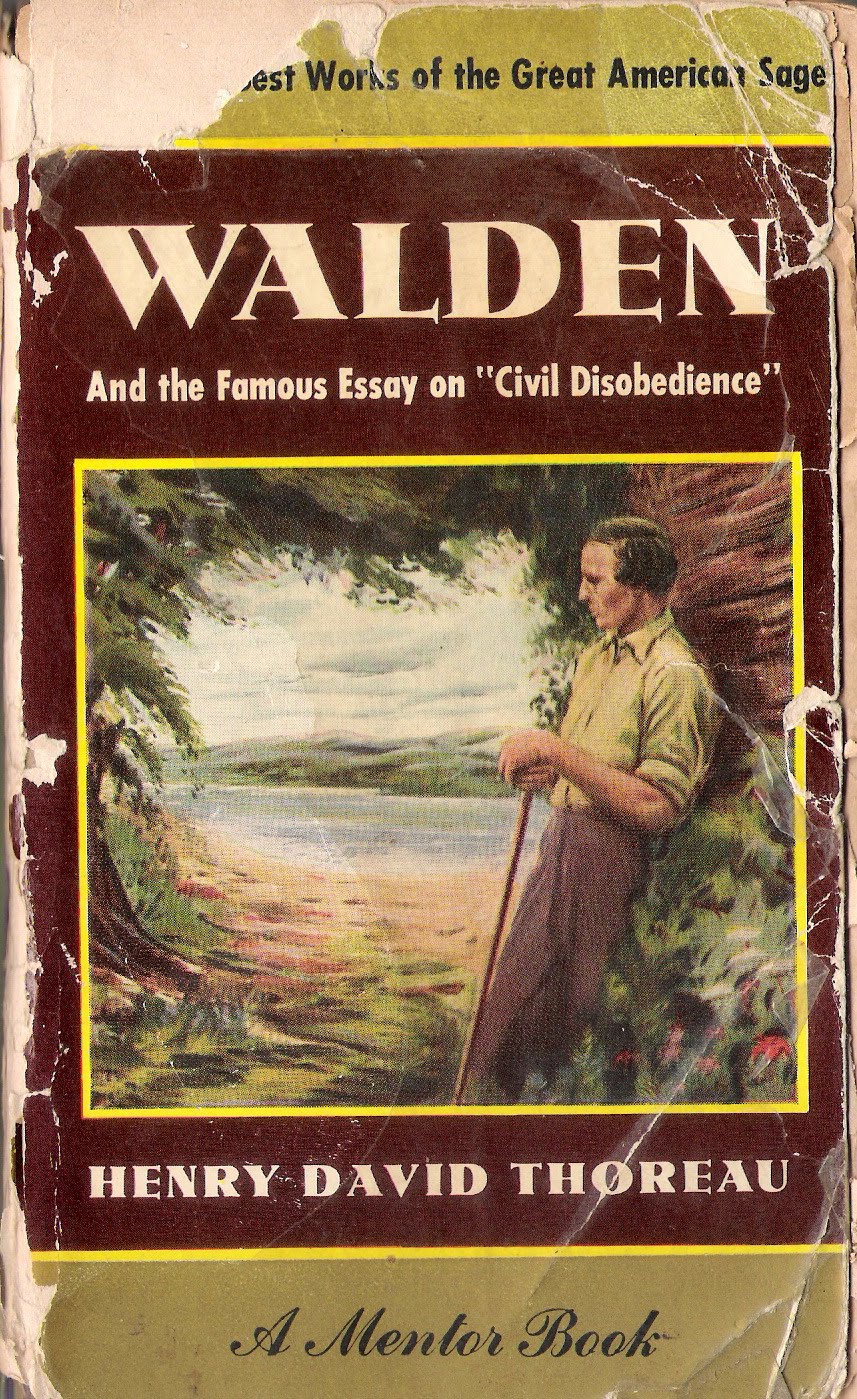 est Works of the Great American Sage
WALDEN
And the Famous Essay on "Civil Disobedience"
HENRY DAVID THOREAU
A Mentor Book